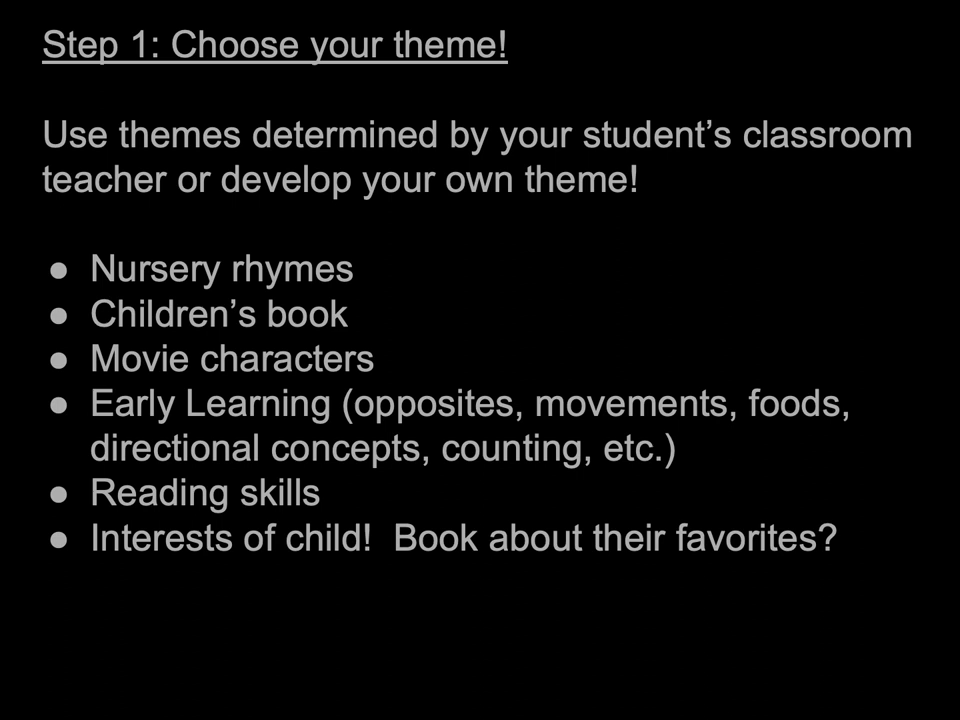 Step 1: Choose your theme!
Use themes determined by your student’s classroom
teacher or develop your own theme!
● Nursery rhymes
● Children’s book
● Movie characters
● Early Learning (opposites, movements, foods,
directional concepts, counting, etc.)
● Reading skills
● Interests of child!  Book about their favorites?